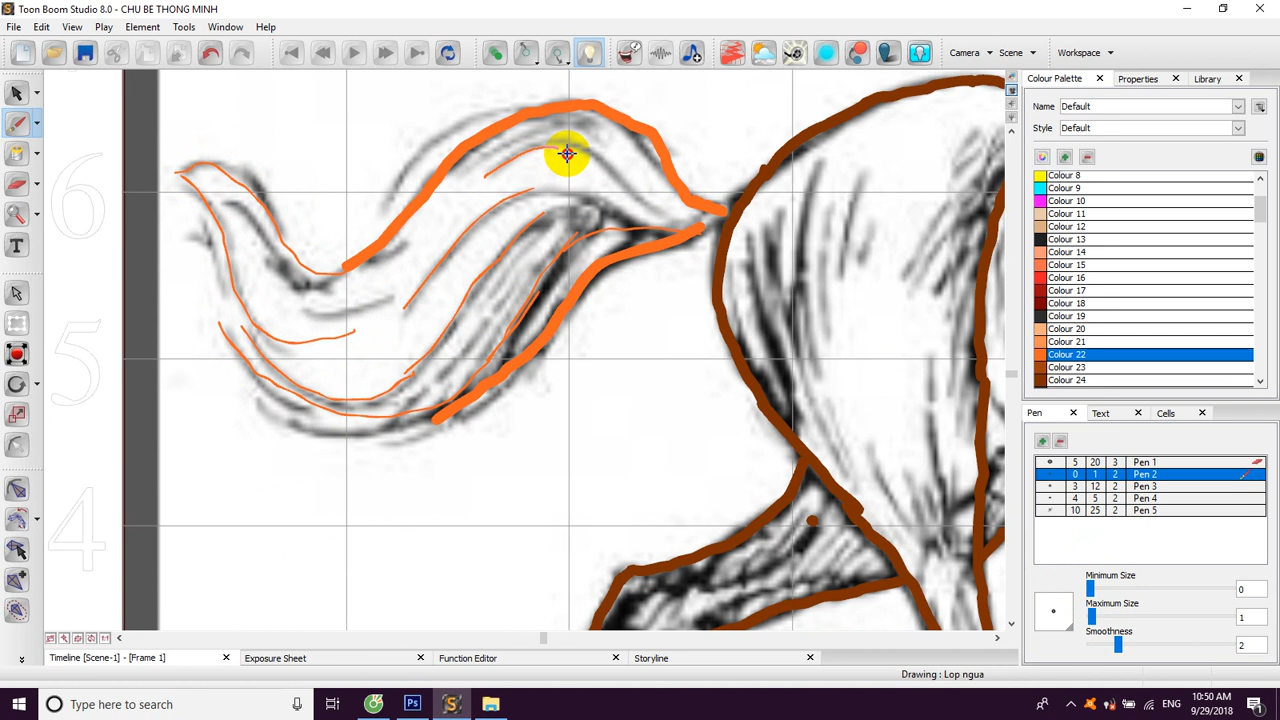 Toon Boom Studio 8.0 - CHU BE THONG MINH
File Edit View Play Element Tools Window Help
Camera Scene Workspace
Colour Palette Properties Library
Name Default
Style Default
Colour 8
Colour 9
Colour 10
Colour 11
Colour 12
Colour 13
Colour 14
Colour 15
Colour 16
Colour 17
Colour 18
Colour 19
Colour 20
Colour 21
Colour 22
Colour 23
Colour 24
6
5
4
Pen Text Cells
5 20 3 Pen 1
0 1 2 Pen 2
3 12 2 Pen 3
4 5 2 Pen 4
10 25 2 Pen 5
Minimum Size
0
Maximum Size
1
Smoothness
2
1:1
Timeline [Scene-1] - [Frame 1] Exposure Sheet Function Editor Storyline
Drawing : Lop ngua
Type here to search
Ps
S
ENG
10:50 AM
9/29/2018
1